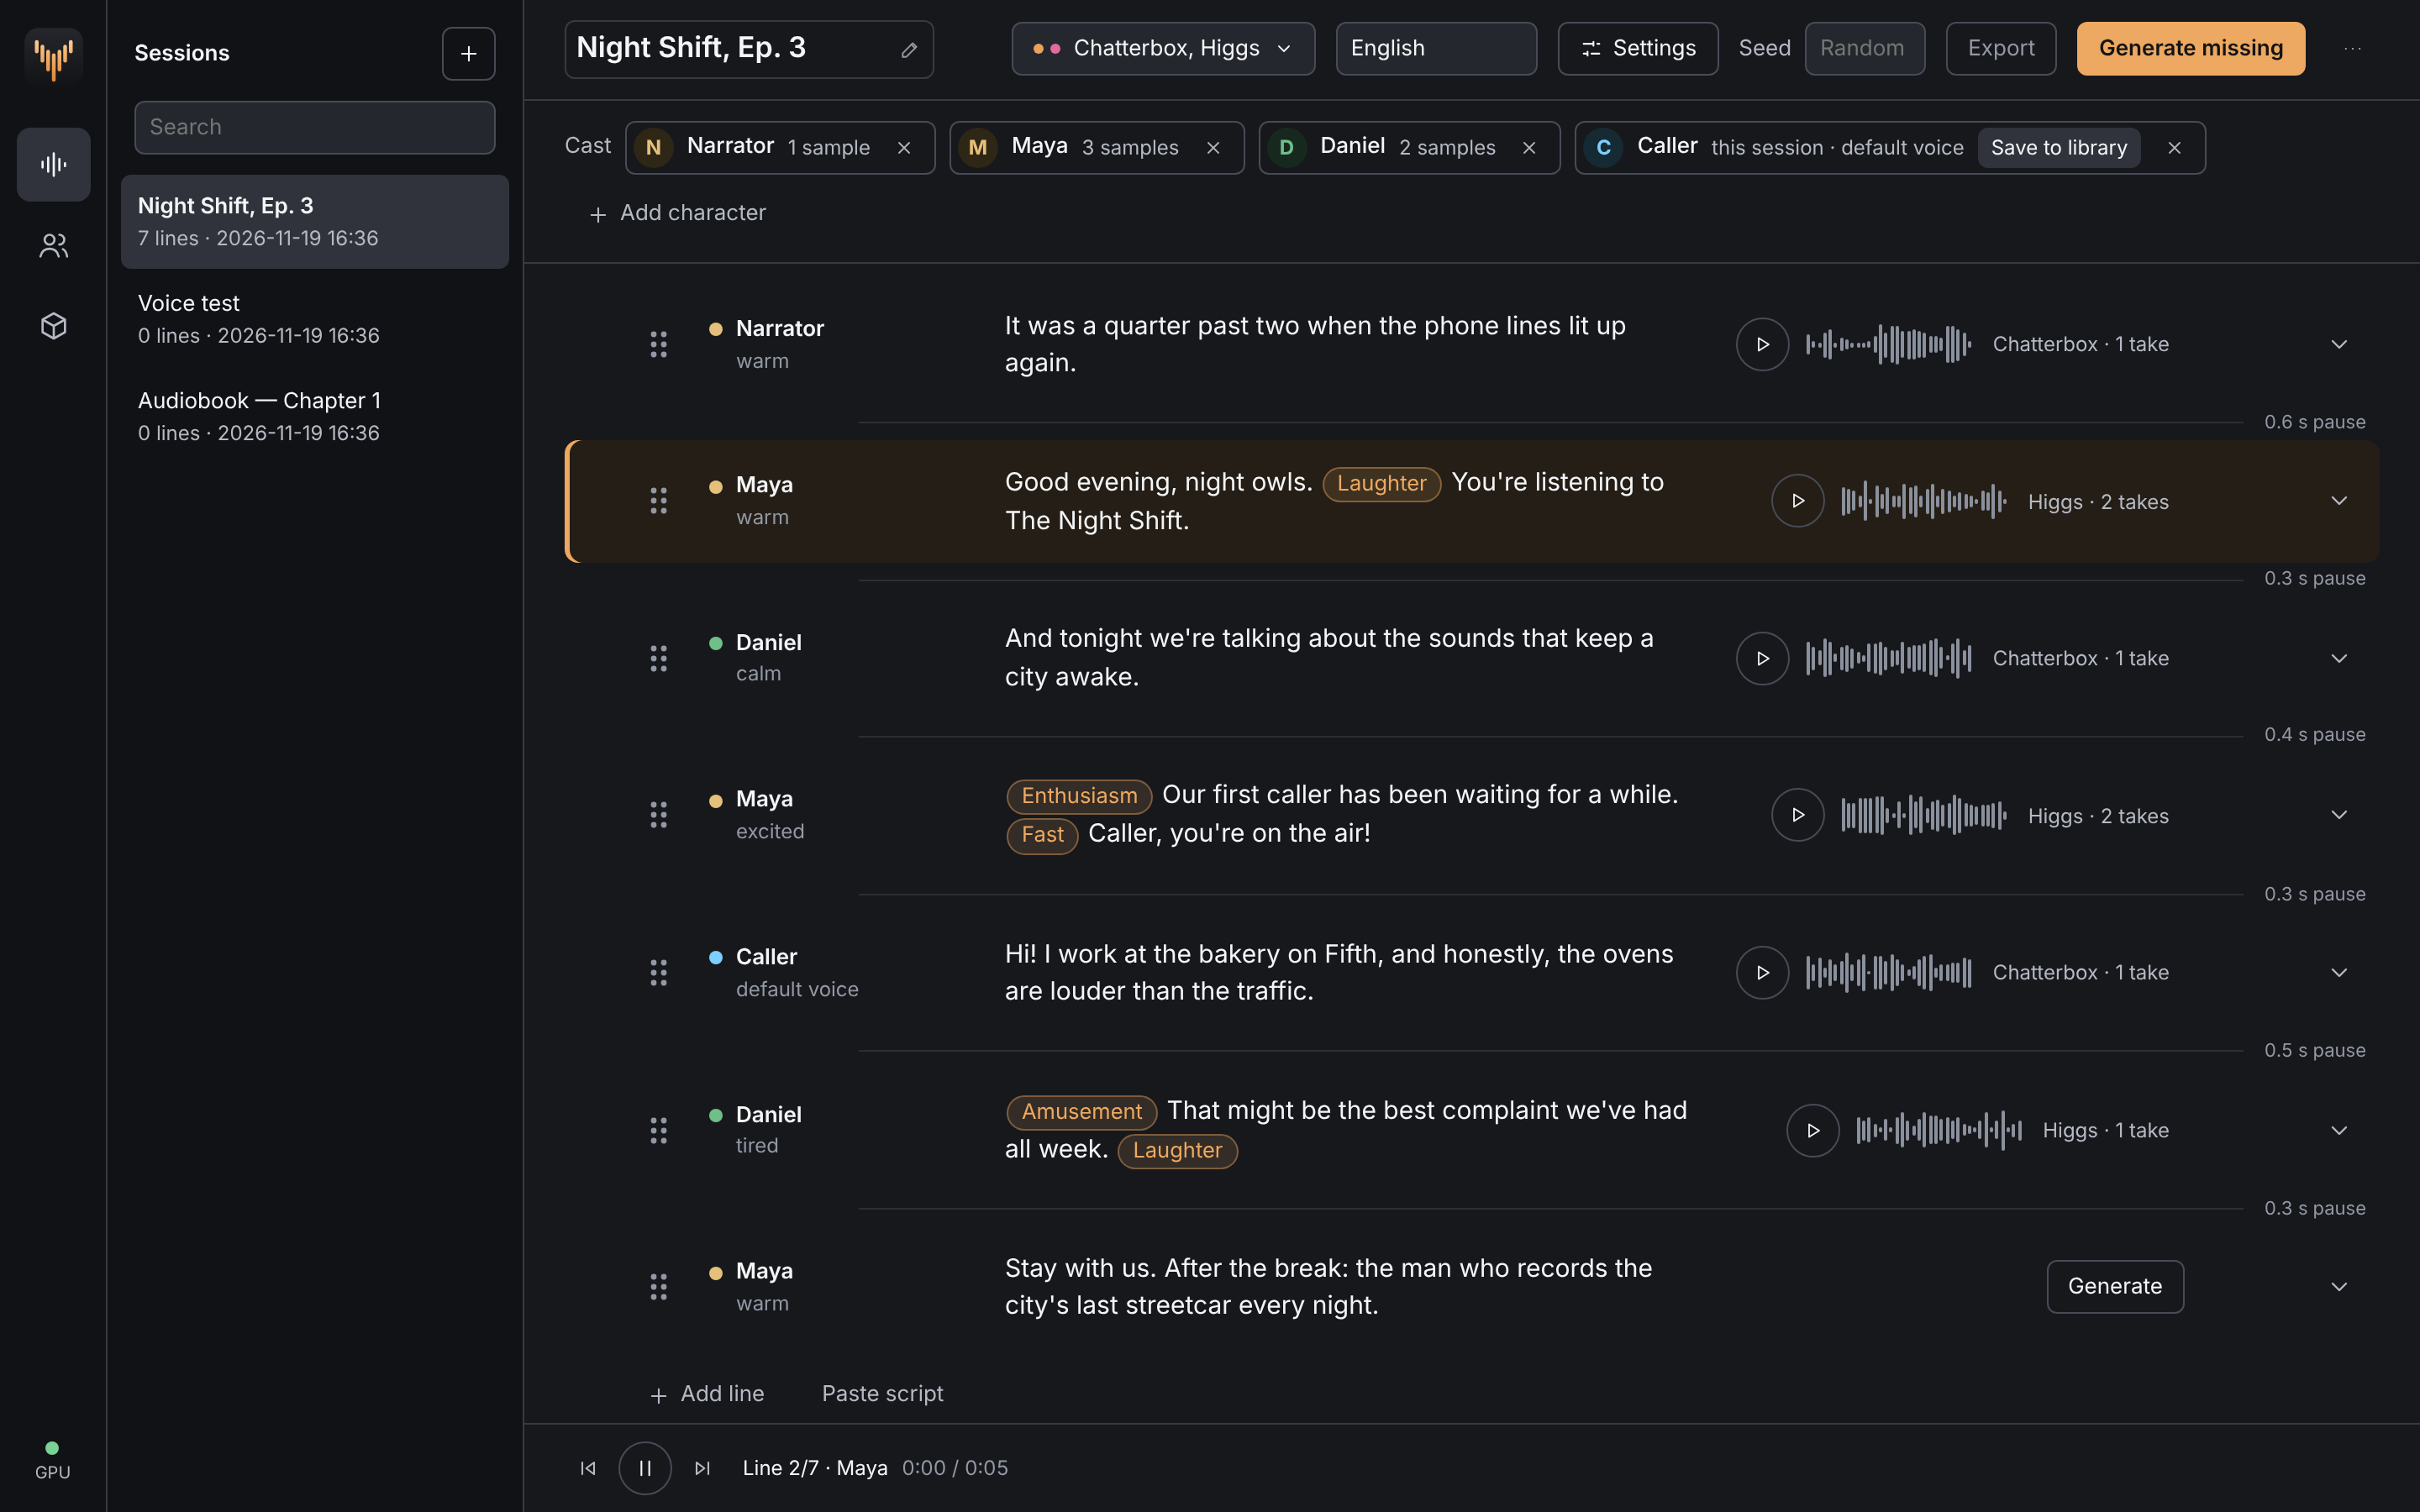 Sessions
Search
Night Shift, Ep. 3
7 lines · 2026-11-19 16:36
Voice test
0 lines · 2026-11-19 16:36
Audiobook — Chapter 1
0 lines · 2026-11-19 16:36
GPU
Night Shift, Ep. 3
Chatterbox, Higgs
English
Settings
Seed
Random
Export
Generate missing
Cast
N Narrator 1 sample
M Maya 3 samples
D Daniel 2 samples
C Caller this session · default voice
Save to library
Add character
Narrator
warm
It was a quarter past two when the phone lines lit up
again.
Chatterbox · 1 take
0.6 s pause
Maya
warm
Good evening, night owls. Laughter You're listening to
The Night Shift.
Higgs · 2 takes
0.3 s pause
Daniel
calm
And tonight we're talking about the sounds that keep a
city awake.
Chatterbox · 1 take
0.4 s pause
Maya
excited
Enthusiasm Our first caller has been waiting for a while.
Fast Caller, you're on the air!
Higgs · 2 takes
0.3 s pause
Caller
default voice
Hi! I work at the bakery on Fifth, and honestly, the ovens
are louder than the traffic.
Chatterbox · 1 take
0.5 s pause
Daniel
tired
Amusement That might be the best complaint we've had
all week. Laughter
Higgs · 1 take
0.3 s pause
Maya
warm
Stay with us. After the break: the man who records the
city's last streetcar every night.
Generate
Add line
Paste script
Line 2/7 · Maya 0:00 / 0:05